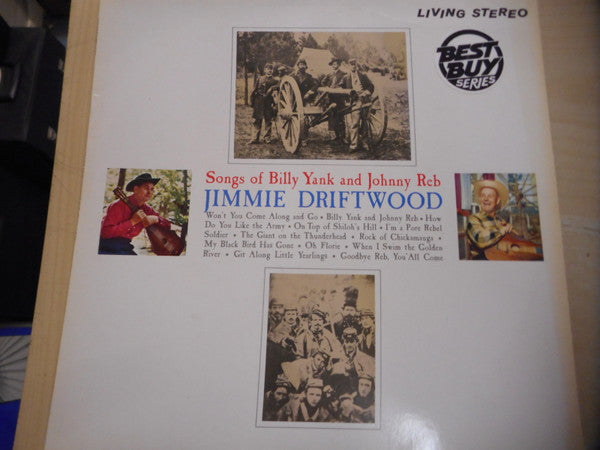 LIVING STEREO
BEST
BUY
SERIES
Songs of Billy Yank and Johnny Reb
JIMMIE DRIFTWOOD
Won't You Come Along and Go • Billy Yank and Johnny Reb • How
Do You Like the Army • On Top of Shiloh's Hill • I'm a Pore Rebel
Soldier • The Giant on the Thunderhead • Rock of Chickamauga •
My Black Bird Has Gone • Oh Florie • When I Swim the Golden
River • Git Along Little Yearlings • Goodbye Reb, You'All Come